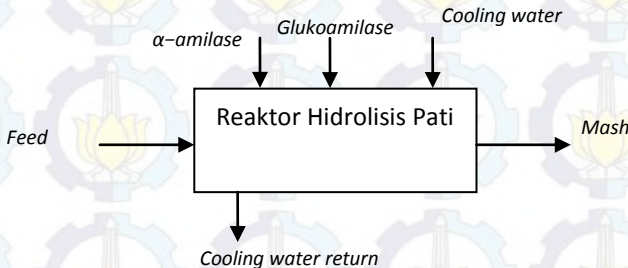 Cooling water
Glukoamilase
α−amilase
Reaktor Hidrolisis Pati
Feed
Mash
Cooling water return